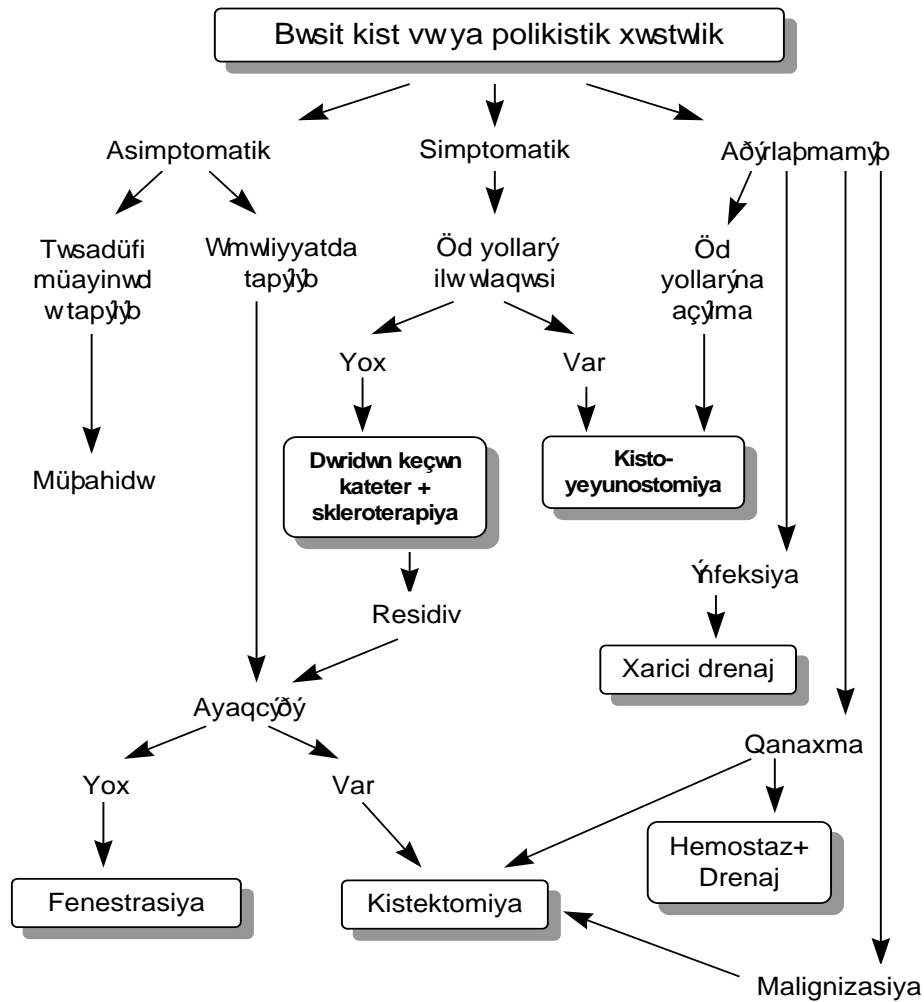 Bwsit kist vw ya polikistik xwstwlik
Asimptomatik
Simptomatik
Aðýrlaþmamýþ
Twsadüfi
müayinwd
w tapýlýb
Wmwliyyatda
tapýlýb
Öd yollarý
ilw wlaqwsi
Öd
yollarýna
açýlma
Yox
Var
Müþahidw
Dwridwn keçwn
kateter +
skleroterapiya
Kisto-
yeyunostomiya
Ýnfeksiya
Residiv
Xarici drenaj
Ayaqcýðý
Qanaxma
Yox
Var
Hemostaz+
Drenaj
Fenestrasiya
Kistektomiya
Malignizasiya